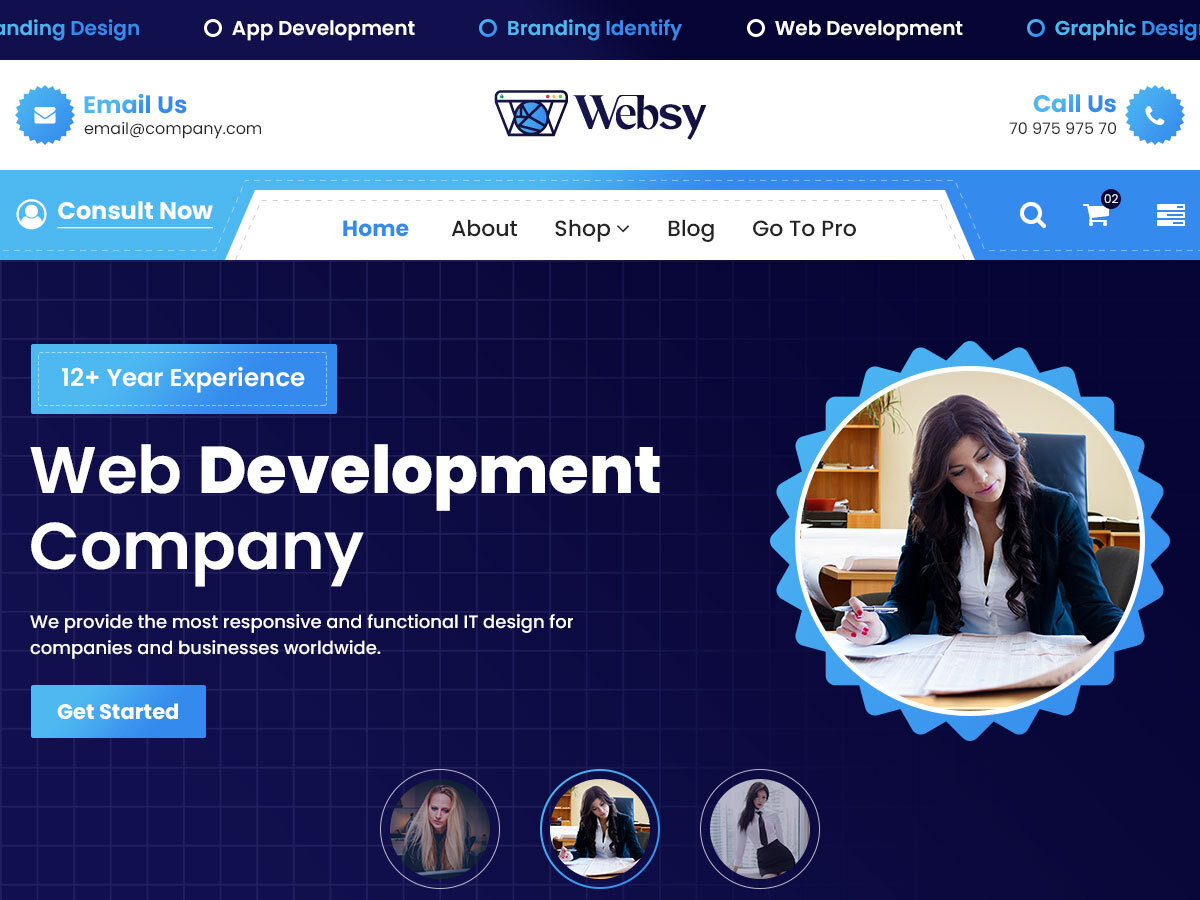 anding Design App Development Branding Identify Web Development Graphic Desig
Email Us
email@company.com
Websy
Call Us
70 975 975 70
Consult Now
Home About Shop Blog Go To Pro
02
12+ Year Experience
Web Development
Company
We provide the most responsive and functional IT design for
companies and businesses worldwide.
Get Started